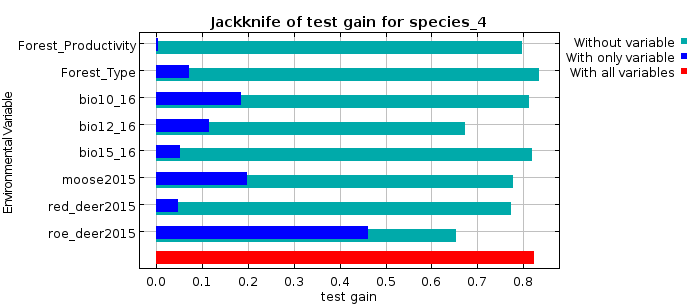 Jackknife of test gain for species_4
Forest_Productivity
Forest_Type
bio10_16
bio12_16
bio15_16
moose2015
red_deer2015
roe_deer2015
Environmental Variable
0.0 0.1 0.2 0.3 0.4 0.5 0.6 0.7 0.8
test gain
Without variable
With only variable
With all variables